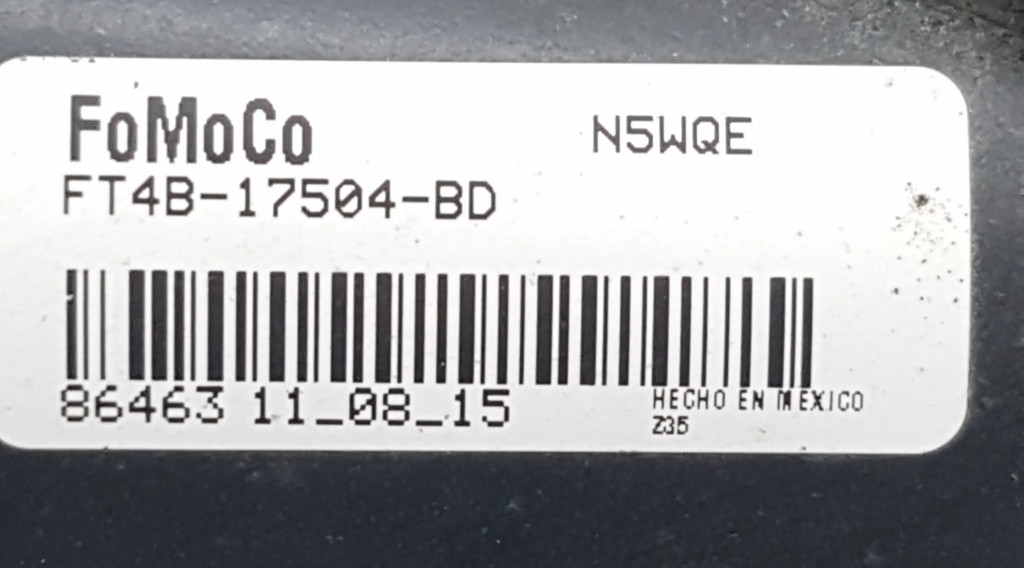 FoMoCo
N5WQE
FT4B-17504-BD
86463 11_08_15
HECHO EN MEXICO
Z35